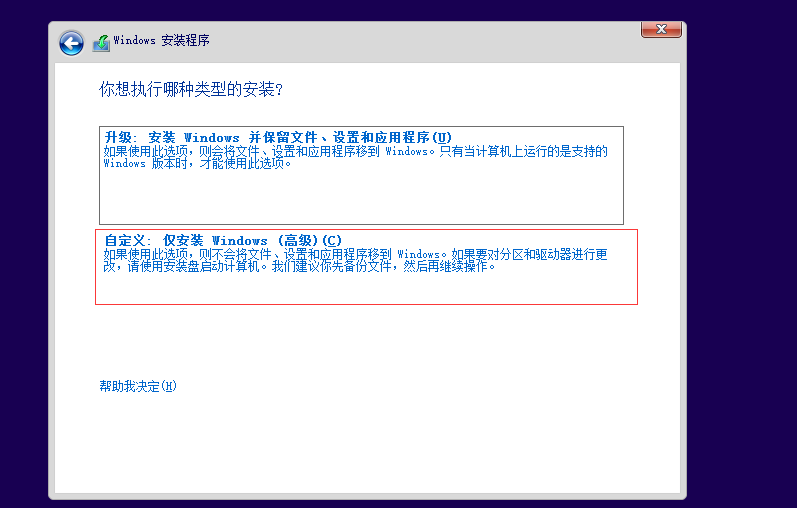 Windows 安装程序
你想执行哪种类型的安装?
升级: 安装 Windows 并保留文件、设置和应用程序(U)
如果使用此选项，则会将文件、设置和应用程序移到 Windows。只有当计算机上运行的是支持的
Windows 版本时，才能使用此选项。
自定义: 仅安装 Windows (高级)(C)
如果使用此选项，则不会将文件、设置和应用程序移到 Windows。如果要对分区和驱动器进行更
改，请使用安装盘启动计算机。我们建议你先备份文件，然后再继续操作。
帮助我决定(H)